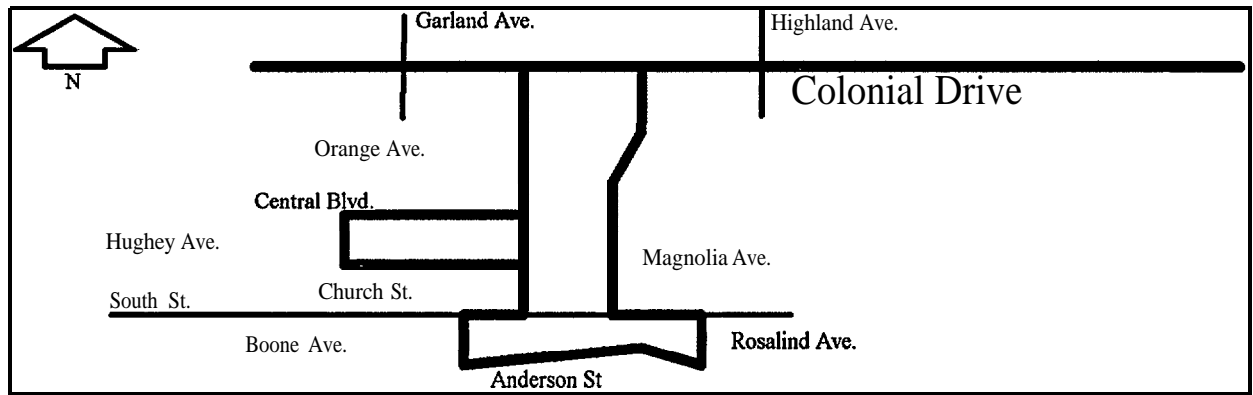 Garland Ave.
Highland Ave.
N
Colonial Drive
Orange Ave.
Central Blvd.
Hughey Ave.
Magnolia Ave.
Church St.
South St.
Boone Ave.
Rosalind Ave.
Anderson St